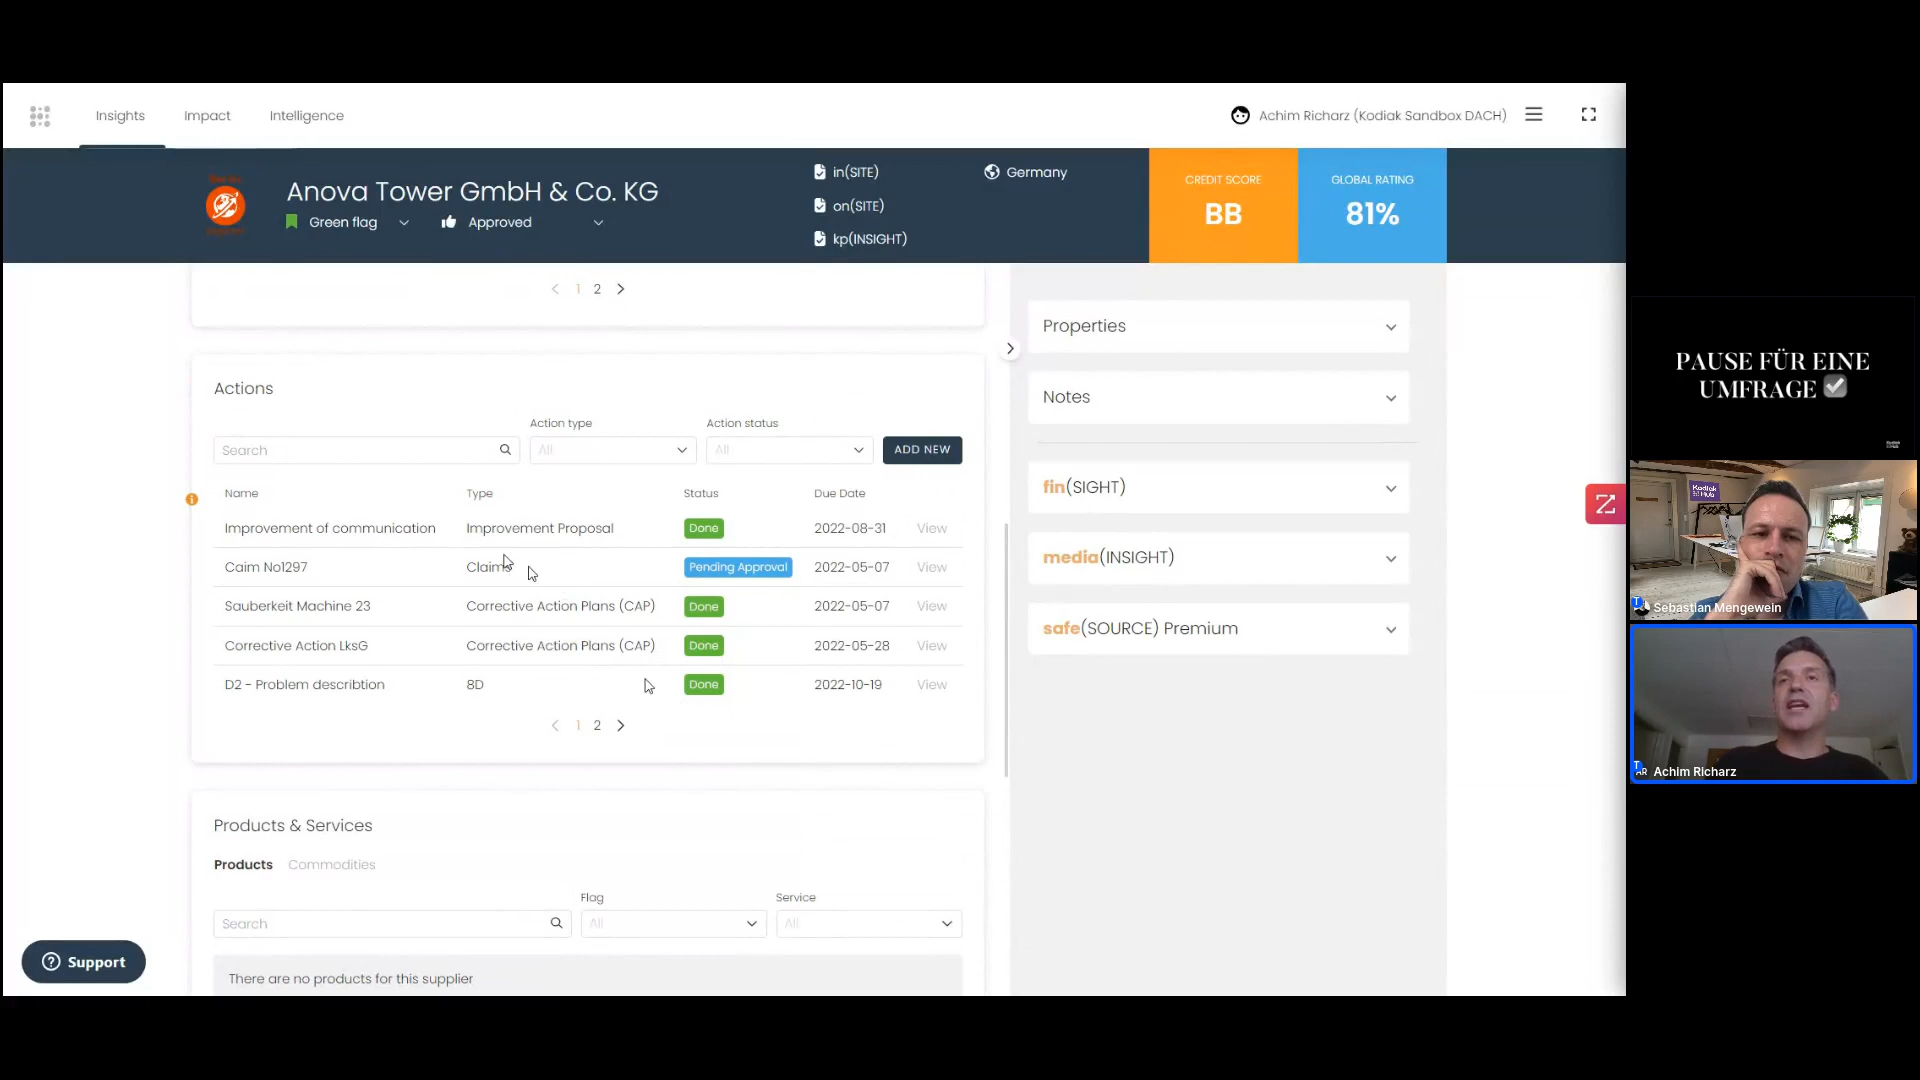 Insights
Impact
Intelligence
Achim Richarz (Kodiak Sandbox DACH)
Anova Tower GmbH & Co. KG
Green flag
Approved
in(SITE)
on(SITE)
kp(INSIGHT)
Germany
CREDIT SCORE
BB
GLOBAL RATING
81%
1 2
Actions
Action type
Action status
Search
All
All
ADD NEW
Name Type Status Due Date
Improvement of communication Improvement Proposal Done 2022-08-31 View
Caim No1297 Claims Pending Approval 2022-05-07 View
Sauberkeit Machine 23 Corrective Action Plans (CAP) Done 2022-05-07 View
Corrective Action LksG Corrective Action Plans (CAP) Done 2022-05-28 View
D2 - Problem describtion 8D Done 2022-10-19 View
1 2
Products & Services
Products Commodities
Flag
Service
Search
All
All
There are no products for this supplier
Support
Properties
Notes
fin(SIGHT)
media(INSIGHT)
safe(SOURCE) Premium
PAUSE FÜR EINE
UMFRAGE
Kodiak
Hub
Sebastian Mengewein
AR
Achim Richarz